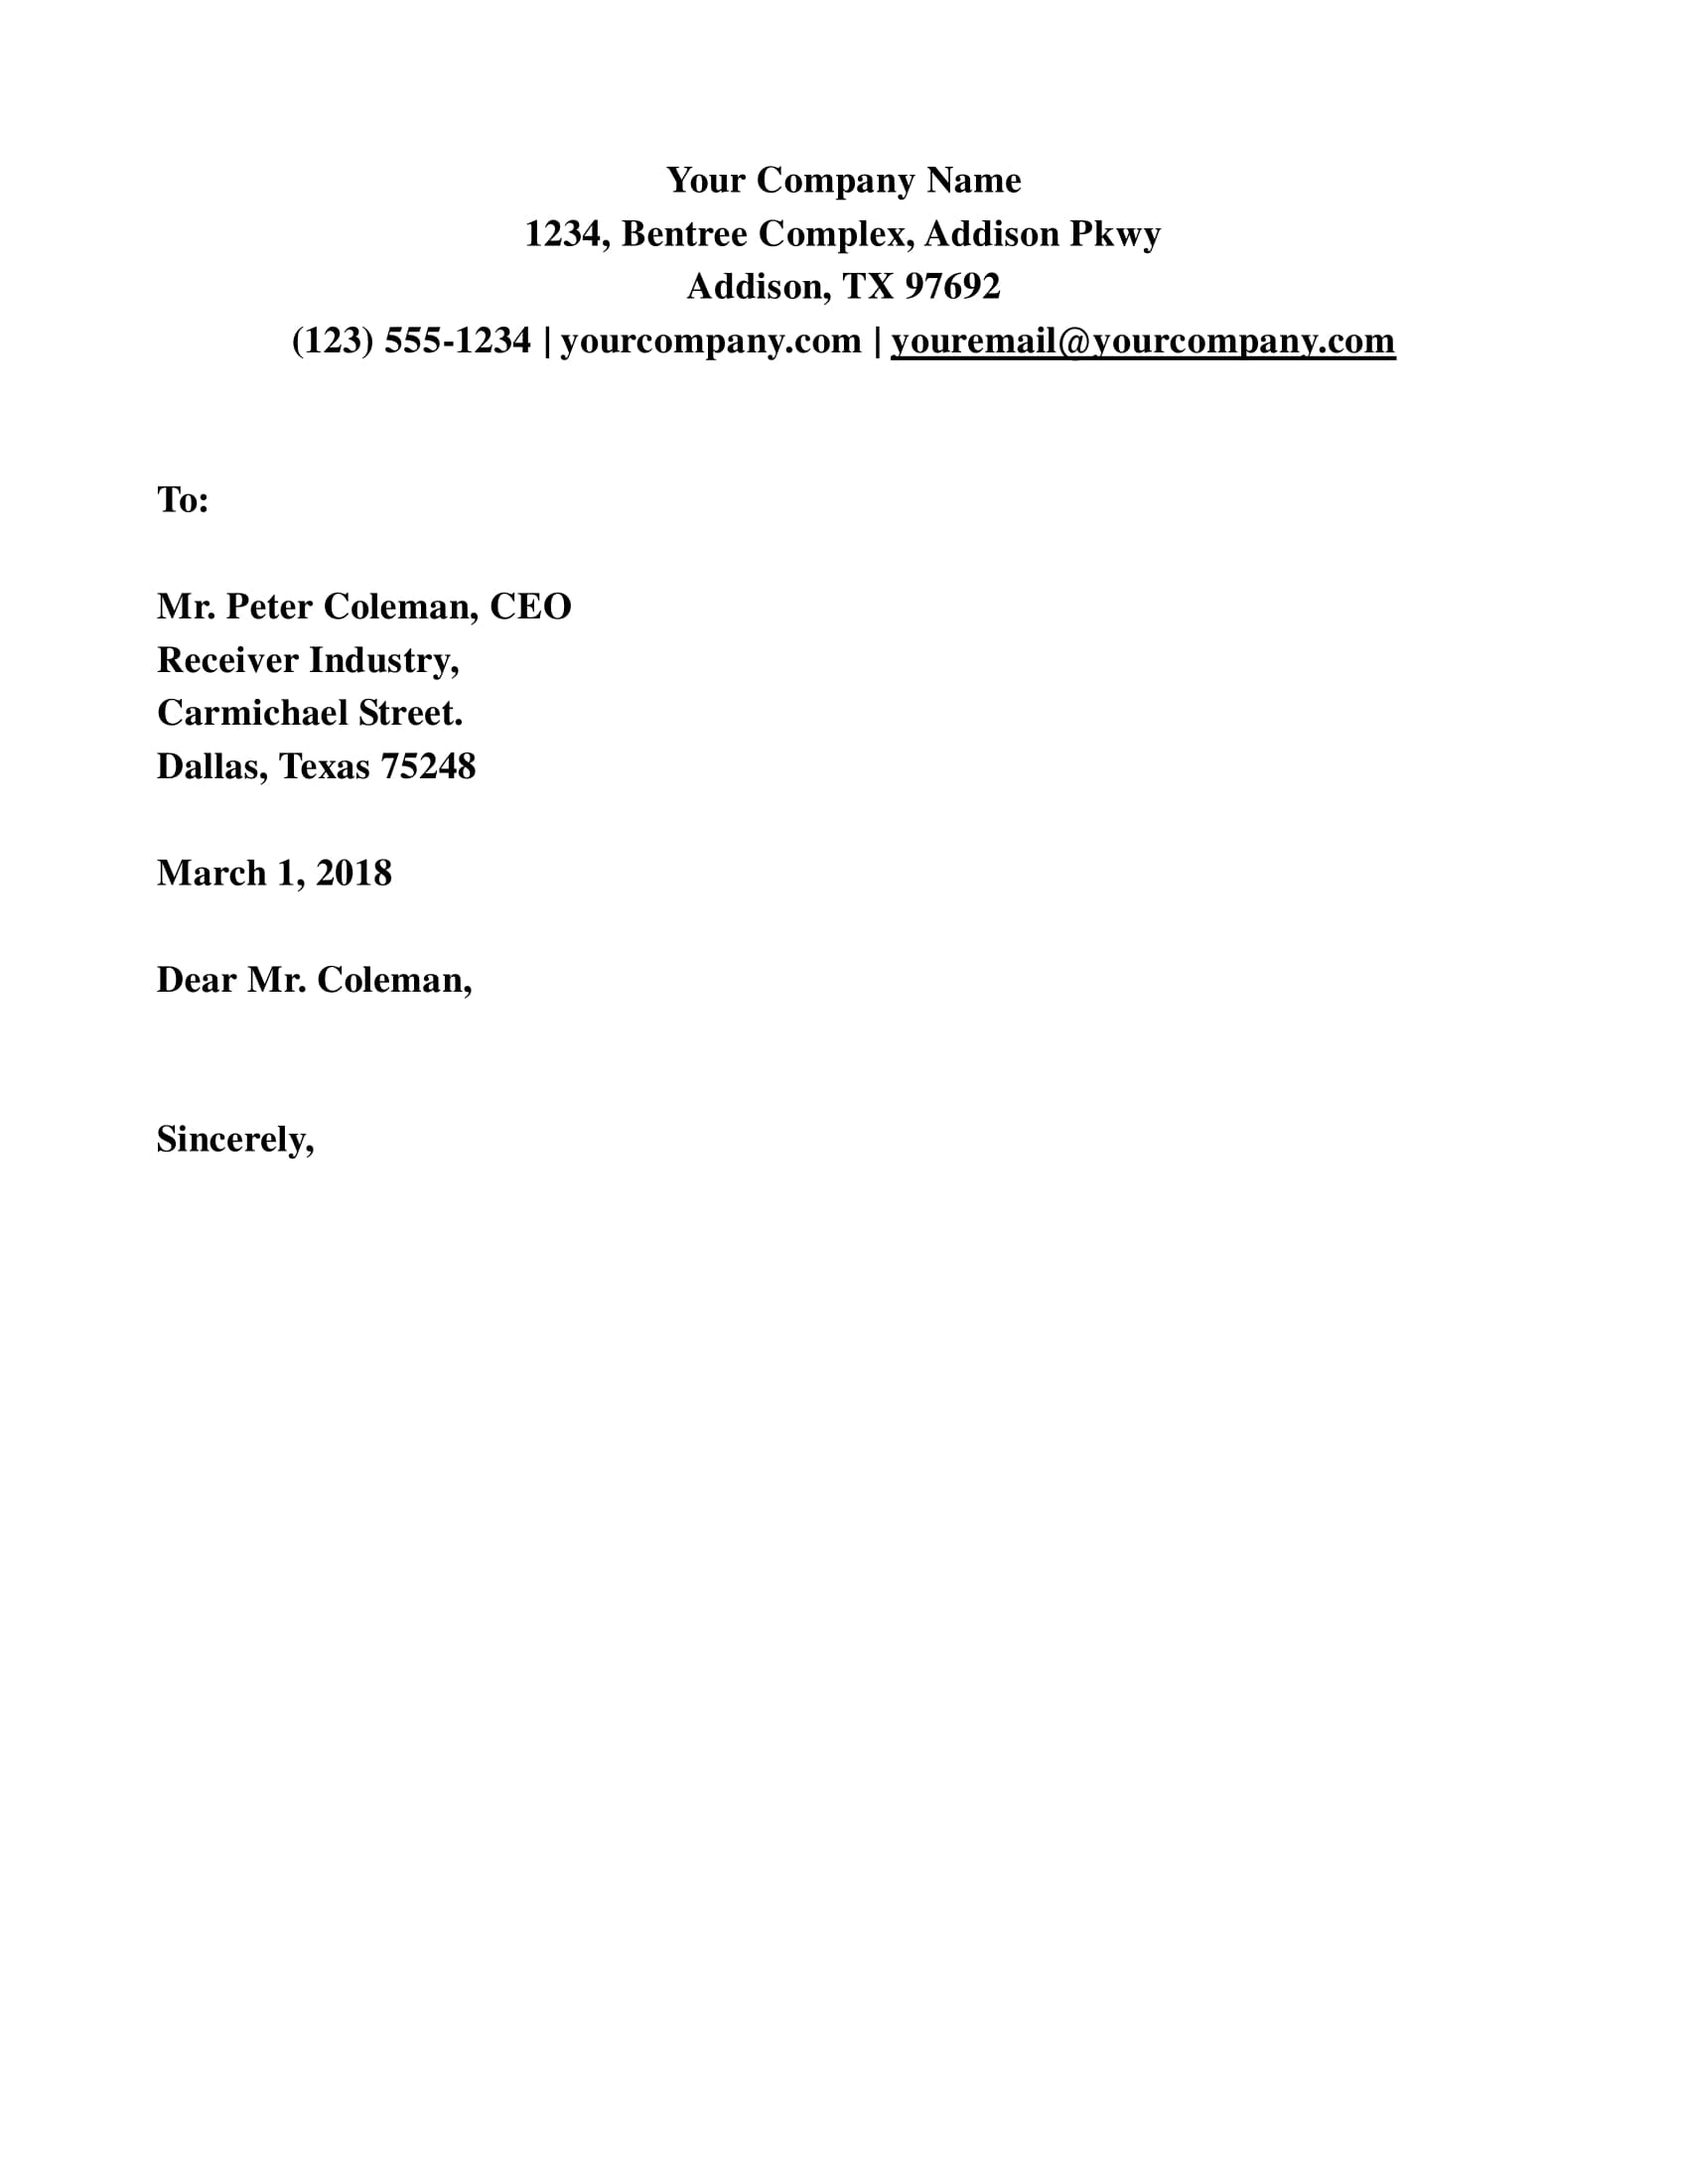 Your Company Name
1234, Bentree Complex, Addison Pkwy
Addison, TX 97692
(123) 555-1234 | yourcompany.com | youremail@yourcompany.com
To:
Mr. Peter Coleman, CEO
Receiver Industry,
Carmichael Street.
Dallas, Texas 75248
March 1, 2018
Dear Mr. Coleman,
Sincerely,